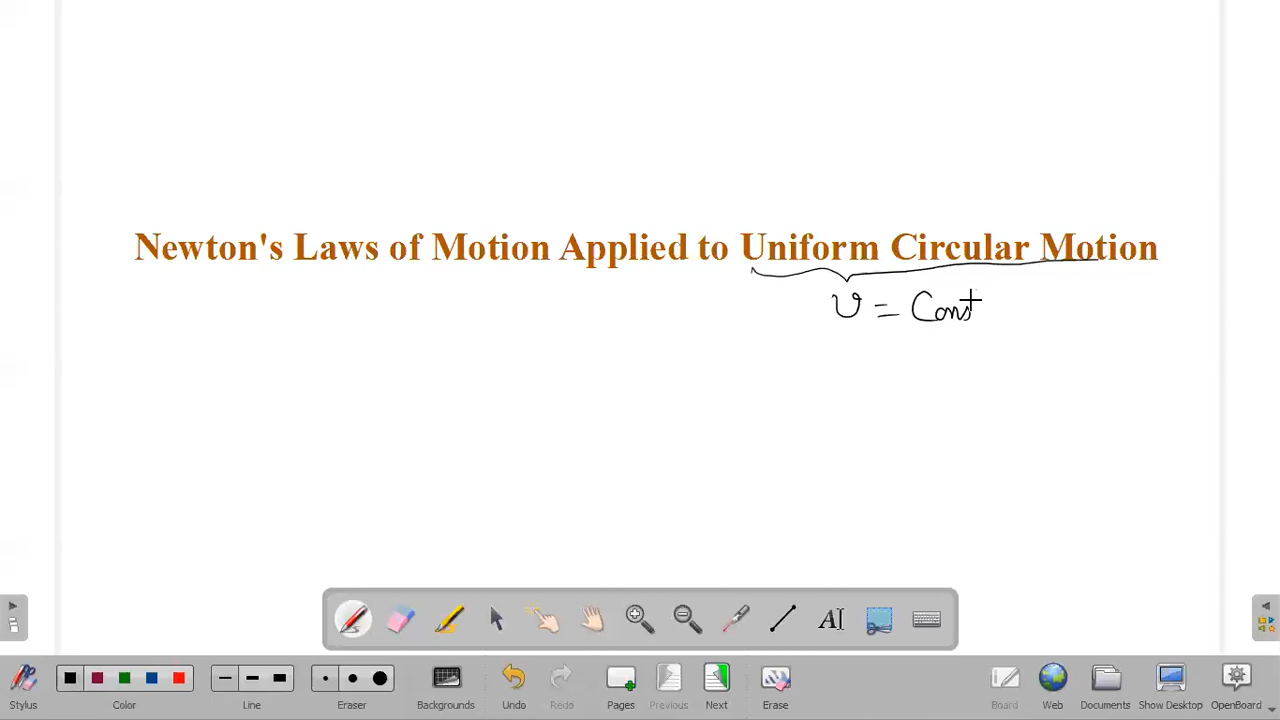 Newton's Laws of Motion Applied to Uniform Circular Motion
v = Const
AI
Stylus Color Line Eraser Backgrounds Undo Redo Pages Previous Next Erase Board Web Documents Show Desktop OpenBoard